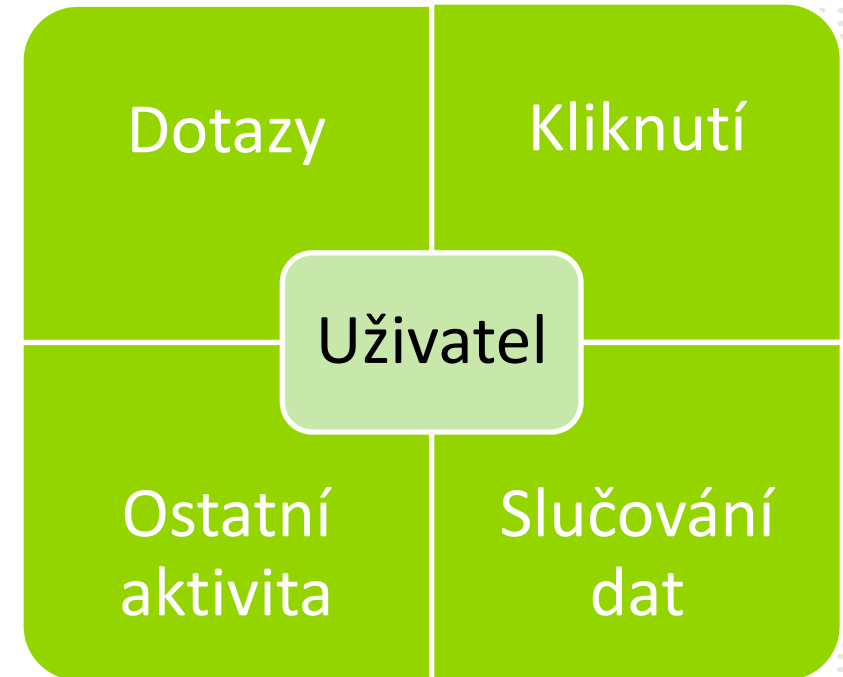 Dotazy
Kliknutí
Uživatel
Ostatní
aktivita
Slučování
dat